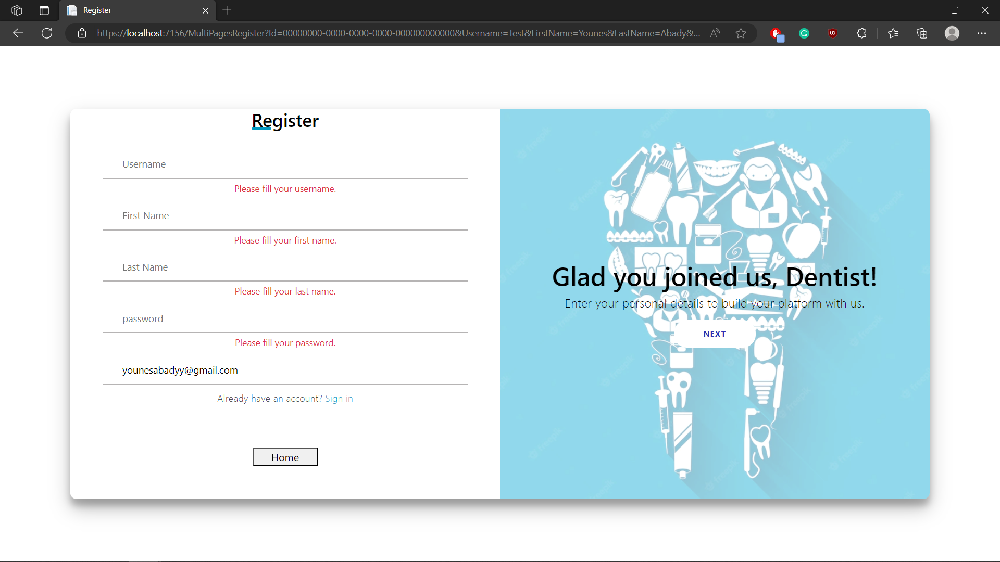 Register
https://localhost:7156/MultiPagesRegister?Id=00000000-0000-0000-0000-000000000000&Username=Test&FirstName=Younes&LastName=Abady&...
Register
Username
Please fill your username.
First Name
Please fill your first name.
Last Name
Please fill your last name.
password
Please fill your password.
younesabadyy@gmail.com
Already have an account? Sign in
Home
Glad you joined us, Dentist!
Enter your personal details to build your platform with us.
NEXT